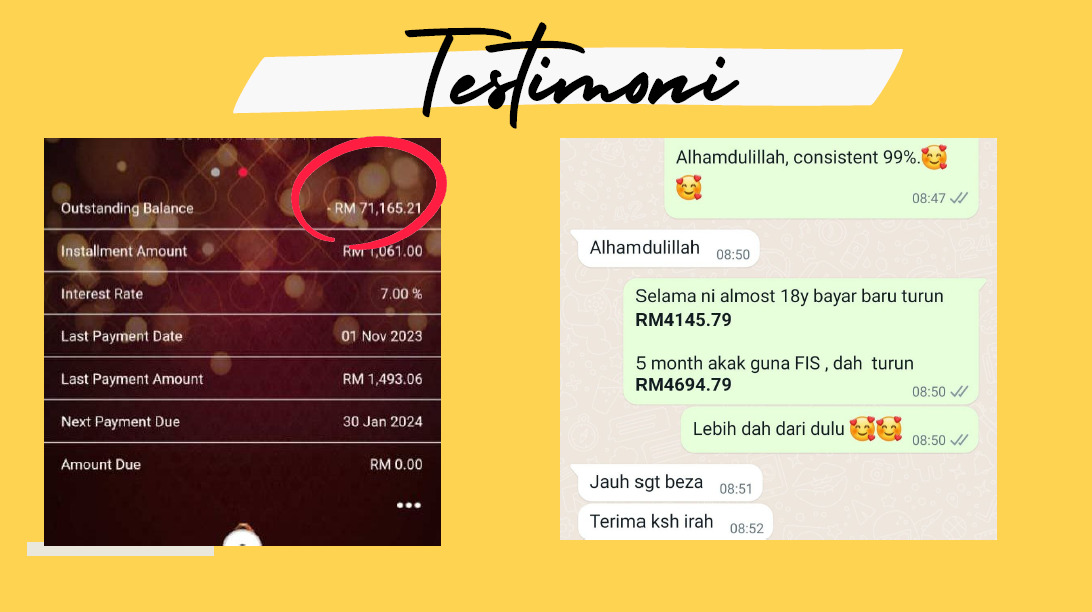 Testimoni
Outstanding Balance - RM 71,165.21
Installment Amount RM 1,061.00
Interest Rate 7.00 %
Last Payment Date 01 Nov 2023
Last Payment Amount RM 1,493.06
Next Payment Due 30 Jan 2024
Amount Due RM 0.00
Alhamdulillah, consistent 99%.🥰
🥰
08:47
Alhamdulillah 08:50
Selama ni almost 18y bayar baru turun
RM4145.79
5 month akak guna FIS , dah turun
RM4694.79
08:50
Lebih dah dari dulu 🥰🥰 08:50
Jauh sgt beza 08:51
Terima ksh irah 08:52